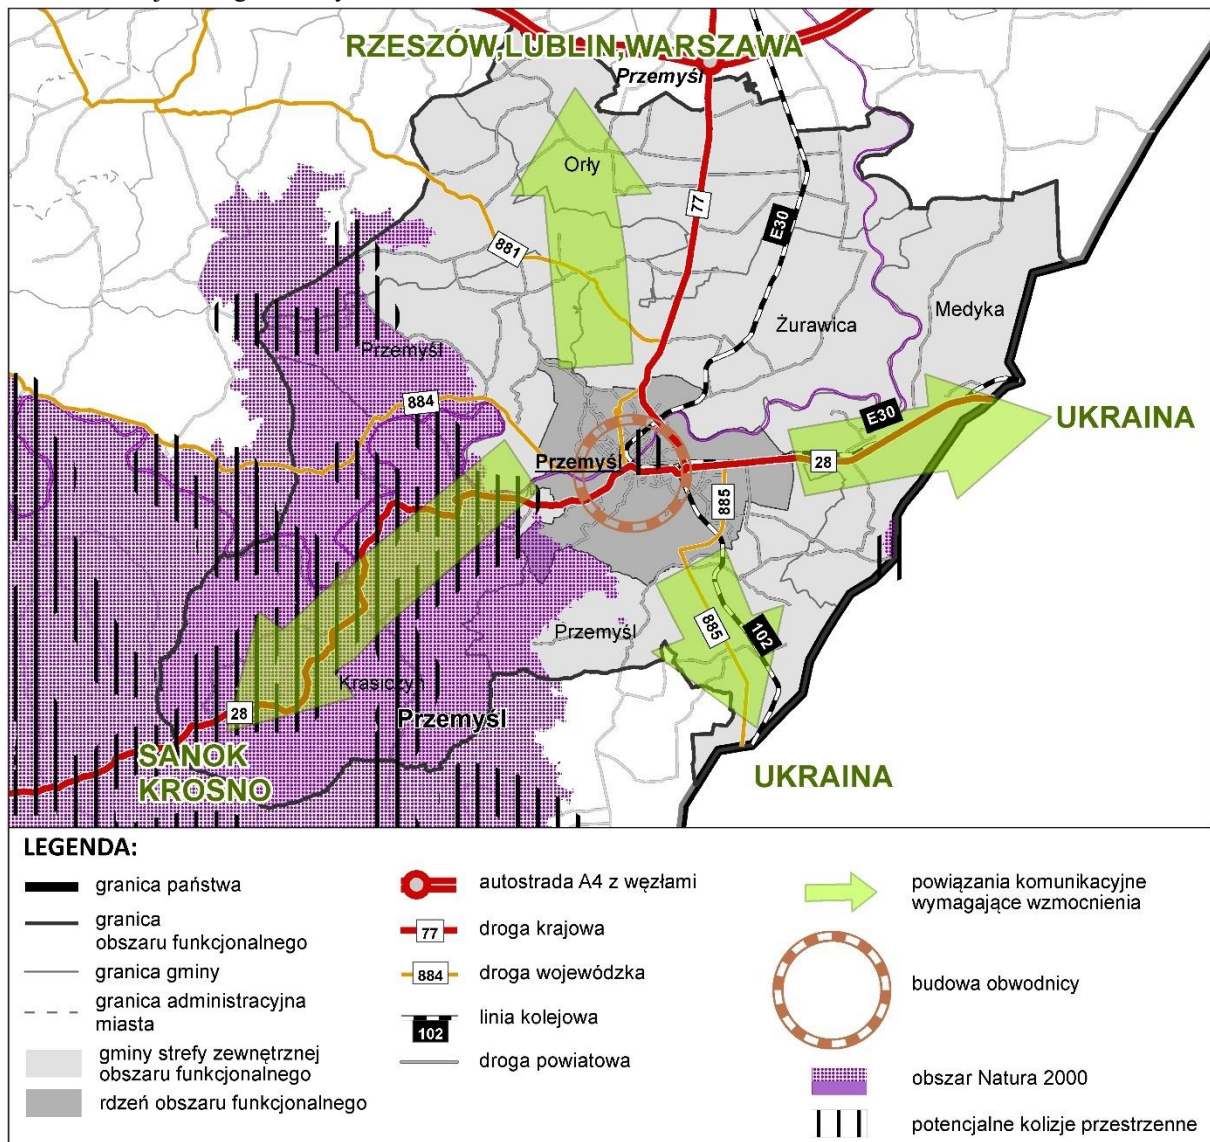 RZESZÓW,LUBLIN,WARSZAWA
Przemyśl
Orły
77
E30
881
Żurawica
Medyka
Przemyśl
884
E30
UKRAINA
Przemyśl
28
885
Przemyśl
885
102
Krasiczyn
28
Przemyśl
SANOK
KROSNO
UKRAINA
LEGENDA:
granica państwa
granica
obszaru funkcjonalnego
granica gminy
granica administracyjna
miasta
gminy strefy zewnętrznej
obszaru funkcjonalnego
rdzeń obszaru funkcjonalnego
autostrada A4 z węzłami
77
droga krajowa
884
droga wojewódzka
linia kolejowa
102
droga powiatowa
powiązania komunikacyjne
wymagające wzmocnienia
budowa obwodnicy
obszar Natura 2000
potencjalne kolizje przestrzenne